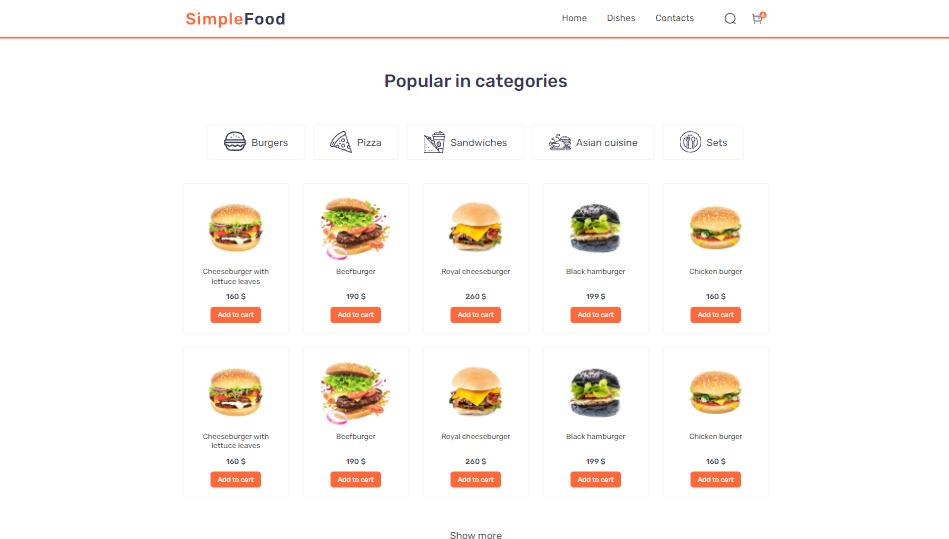 SimpleFood
Home Dishes Contacts
Popular in categories
Burgers Pizza Sandwiches Asian cuisine Sets
Cheeseburger with
lettuce leaves
160 $
Add to cart
Beefburger
190 $
Add to cart
Royal cheeseburger
260 $
Add to cart
Black hamburger
199 $
Add to cart
Chicken burger
160 $
Add to cart
Cheeseburger with
lettuce leaves
160 $
Add to cart
Beefburger
190 $
Add to cart
Royal cheeseburger
260 $
Add to cart
Black hamburger
199 $
Add to cart
Chicken burger
160 $
Add to cart
Show more